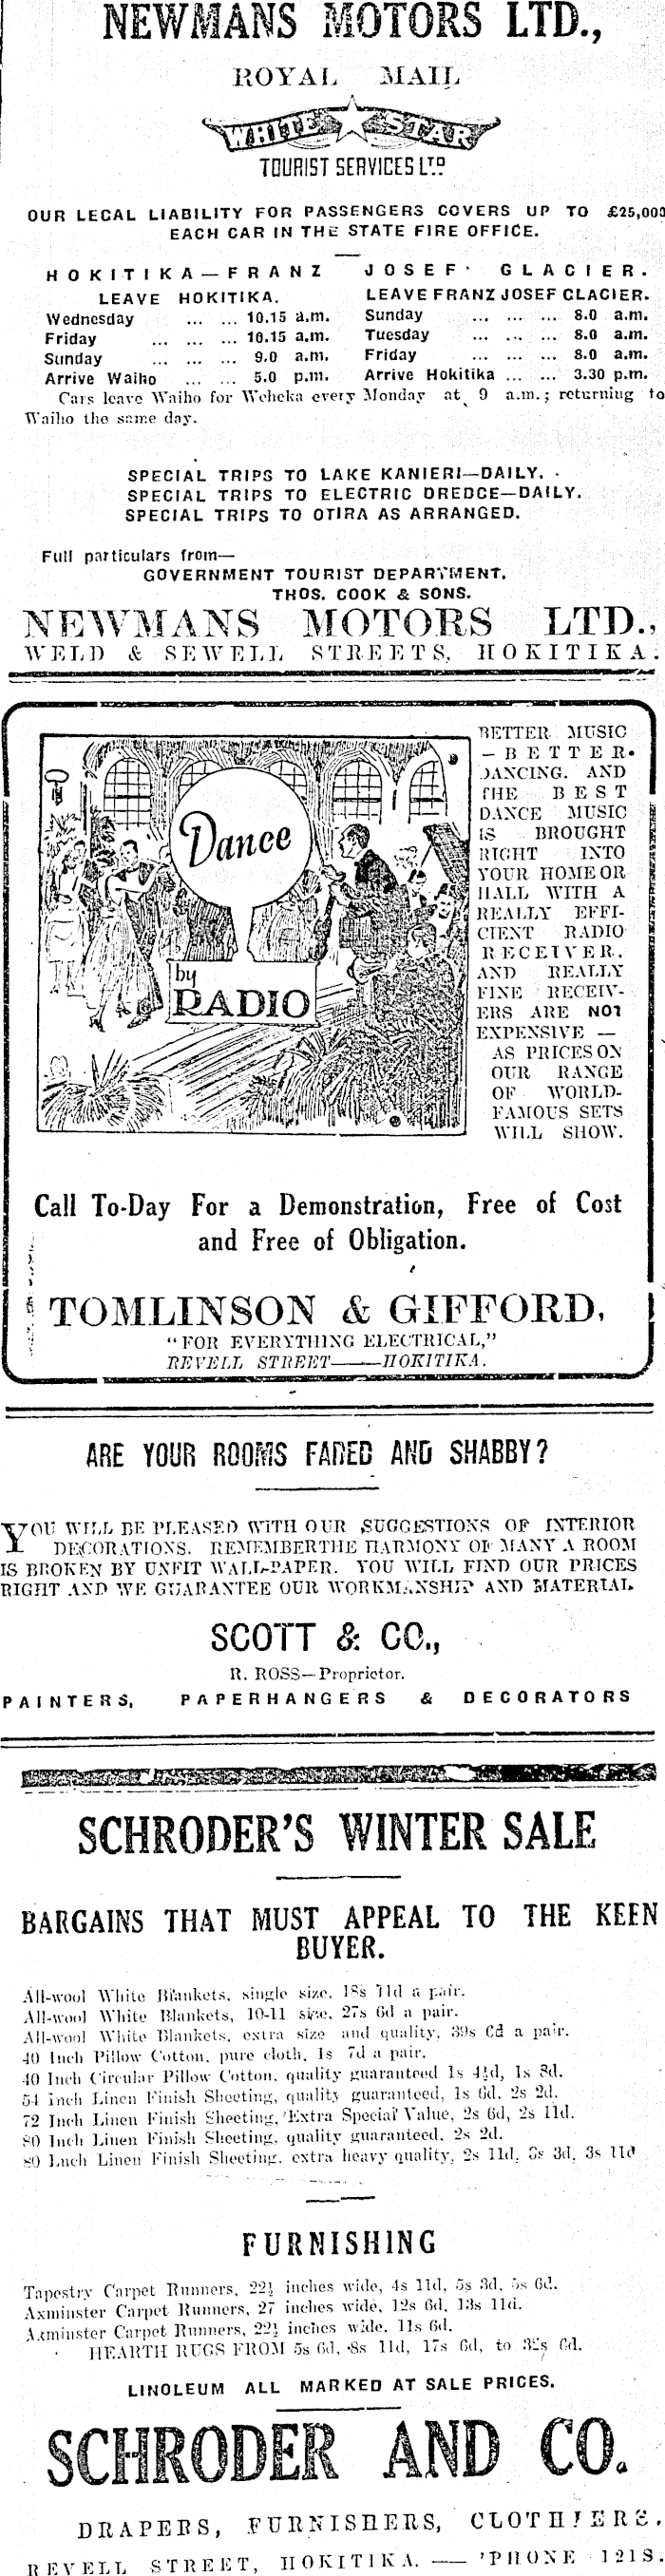 NEWMANS MOTORS LTD.,
ROYAL MAIL
WHITE STAR
TOURIST SERVICES LTD
OUR LEGAL LIABILITY FOR PASSENGERS COVERS UP TO £25,000
EACH CAR IN THE STATE FIRE OFFICE.
HOKITIKA—FRANZ JOSEF GLACIER.
LEAVE HOKITIKA. LEAVE FRANZ JOSEF GLACIER.
Wednesday ... ... 10.15 a.m. Sunday ... ... ... 8.0 a.m.
Friday ... ... ... 10.15 a.m. Tuesday ... ... ... 8.0 a.m.
Sunday ... ... ... 9.0 a.m. Friday ... ... ... 8.0 a.m.
Arrive Waiho ... ... 5.0 p.m. Arrive Hokitika ... ... 3.30 p.m.
Cars leave Waiho for Weheka every Monday at 9 a.m.; returning to
Waiho the same day.
SPECIAL TRIPS TO LAKE KANIERI—DAILY.
SPECIAL TRIPS TO ELECTRIC DREDGE—DAILY.
SPECIAL TRIPS TO OTIRA AS ARRANGED.
Full particulars from—
GOVERNMENT TOURIST DEPARTMENT.
THOS. COOK & SONS.
NEWMANS MOTORS LTD.,
WELD & SEWELL STREETS, HOKITIKA.
Dance
by
RADIO
BETTER MUSIC
—BETTER
DANCING. AND
THE BEST
DANCE MUSIC
IS BROUGHT
RIGHT INTO
YOUR HOME OR
HALL WITH A
REALLY EFFI-
CIENT RADIO
RECEIVER.
AND REALLY
FINE RECEIV-
ERS ARE NOT
EXPENSIVE —
AS PRICES ON
OUR RANGE
OF WORLD-
FAMOUS SETS
WILL SHOW.
Call To-Day For a Demonstration, Free of Cost
and Free of Obligation.
TOMLINSON & GIFFORD,
"FOR EVERYTHING ELECTRICAL,"
REVELL STREET——HOKITIKA.
ARE YOUR ROOMS FADED AND SHABBY?
YOU WILL BE PLEASED WITH OUR SUGGESTIONS OF INTERIOR
DECORATIONS. REMEMBER THE HARMONY OF MANY A ROOM
IS BROKEN BY UNFIT WALL-PAPER. YOU WILL FIND OUR PRICES
RIGHT AND WE GUARANTEE OUR WORKMANSHIP AND MATERIAL
SCOTT & CO.,
R. ROSS—Proprietor.
PAINTERS, PAPERHANGERS & DECORATORS
SCHRODER'S WINTER SALE
BARGAINS THAT MUST APPEAL TO THE KEEN
BUYER.
All-wool White Blankets, single size, 18s 11d a pair.
All-wool White Blankets, 10-11 size, 27s 6d a pair.
All-wool White Blankets, extra size and quality, 39s 6d a pair.
40 Inch Pillow Cotton, pure cloth, 1s 7d a pair.
40 Inch Circular Pillow Cotton, quality guaranteed 1s 4½d, 1s 8d.
54 Inch Linen Finish Sheeting, quality guaranteed, 1s 6d, 2s 2d.
72 Inch Linen Finish Sheeting, 'Extra Special' Value, 2s 6d, 2s 11d.
80 Inch Linen Finish Sheeting, quality guaranteed, 2s 2d.
80 Inch Linen Finish Sheeting, extra heavy quality, 2s 11d, 3s 3d, 3s 11d
FURNISHING
Tapestry Carpet Runners, 22½ inches wide, 4s 11d, 5s 3d, 5s 6d.
Axminster Carpet Runners, 27 inches wide, 12s 6d, 13s 11d.
Axminster Carpet Runners, 22½ inches wide, 11s 6d.
HEARTH RUGS FROM 5s 6d, 8s 11d, 17s 6d, to 32s 6d.
LINOLEUM ALL MARKED AT SALE PRICES.
SCHRODER AND CO.
DRAPERS, FURNISHERS, CLOTHIERS,
REVELL STREET, HOKITIKA. —— 'PHONE 121S.